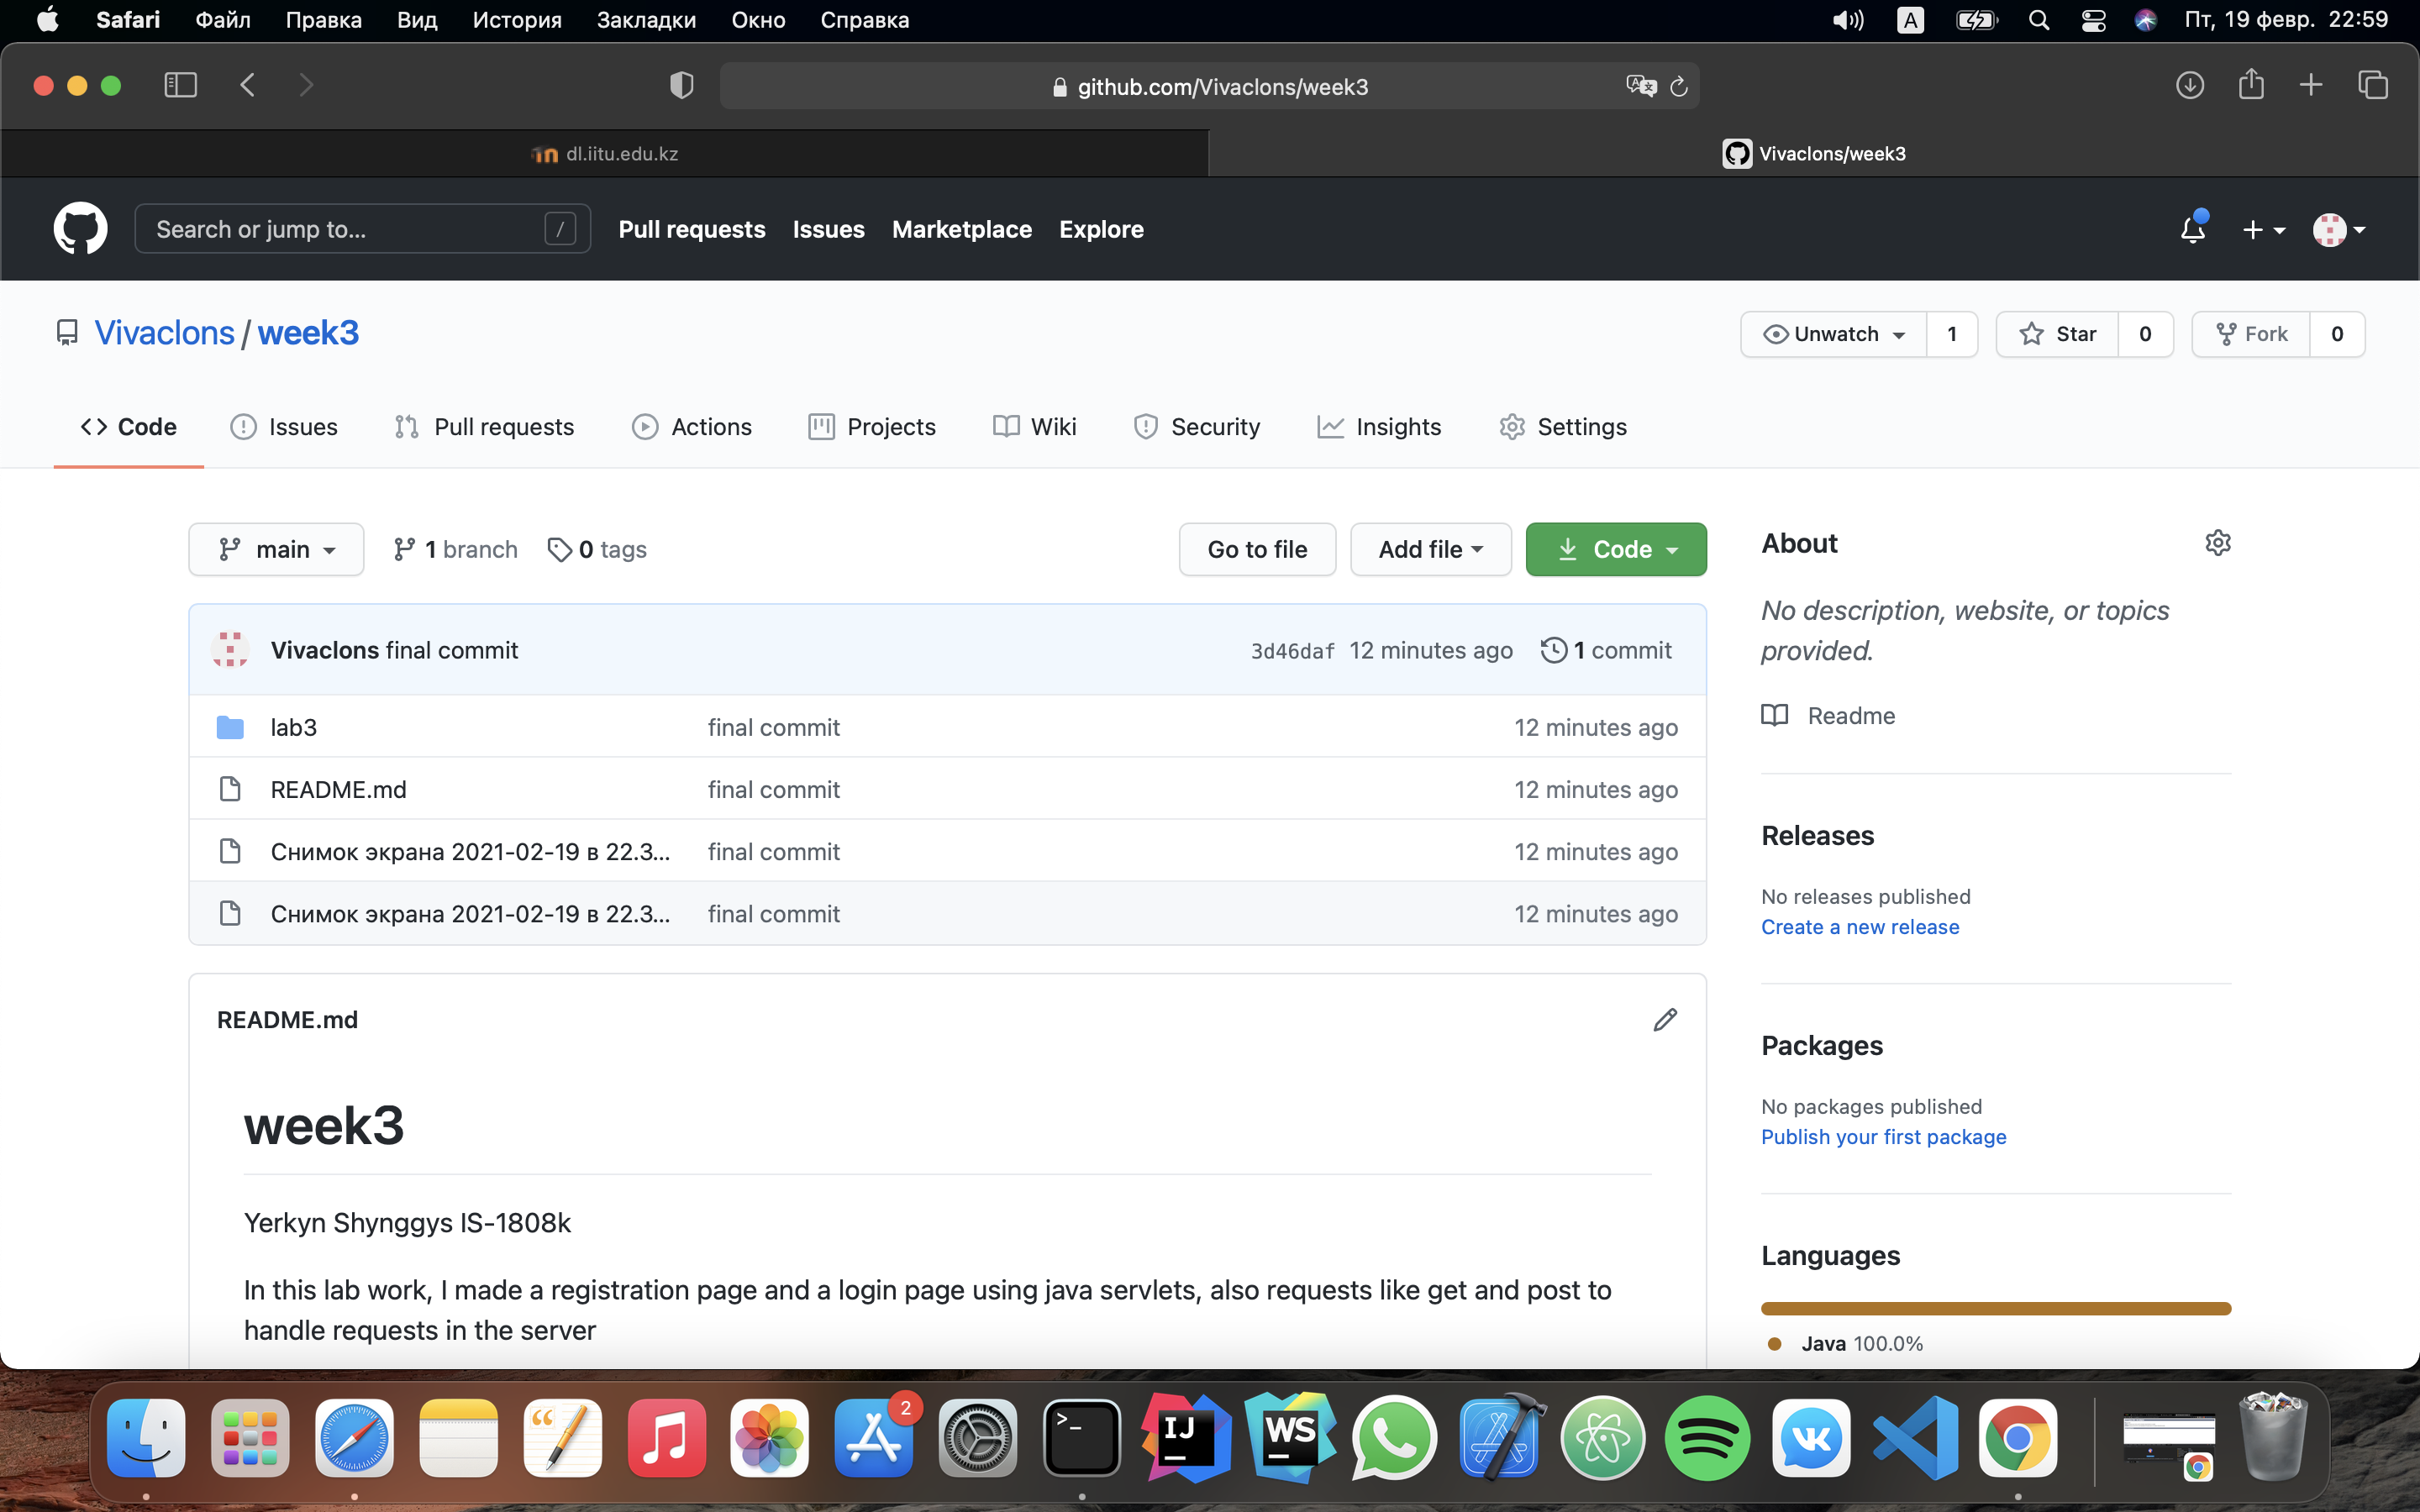 Safari Файл Правка Вид История Закладки Окно Справка A Пт, 19 февр. 22:59
github.com/Vivaclons/week3
dl.iitu.edu.kz Vivaclons/week3
Search or jump to... / Pull requests Issues Marketplace Explore
Vivaclons / week3 Unwatch 1 Star 0 Fork 0
Code Issues Pull requests Actions Projects Wiki Security Insights Settings
main 1 branch 0 tags Go to file Add file Code
Vivaclons final commit 3d46daf 12 minutes ago 1 commit
lab3 final commit 12 minutes ago
README.md final commit 12 minutes ago
Снимок экрана 2021-02-19 в 22.3... final commit 12 minutes ago
Снимок экрана 2021-02-19 в 22.3... final commit 12 minutes ago
README.md
week3
Yerkyn Shynggys IS-1808k
In this lab work, I made a registration page and a login page using java servlets, also requests like get and post to
handle requests in the server
About
No description, website, or topics
provided.
Readme
Releases
No releases published
Create a new release
Packages
No packages published
Publish your first package
Languages
Java 100.0%
2
>_
IJ
WS